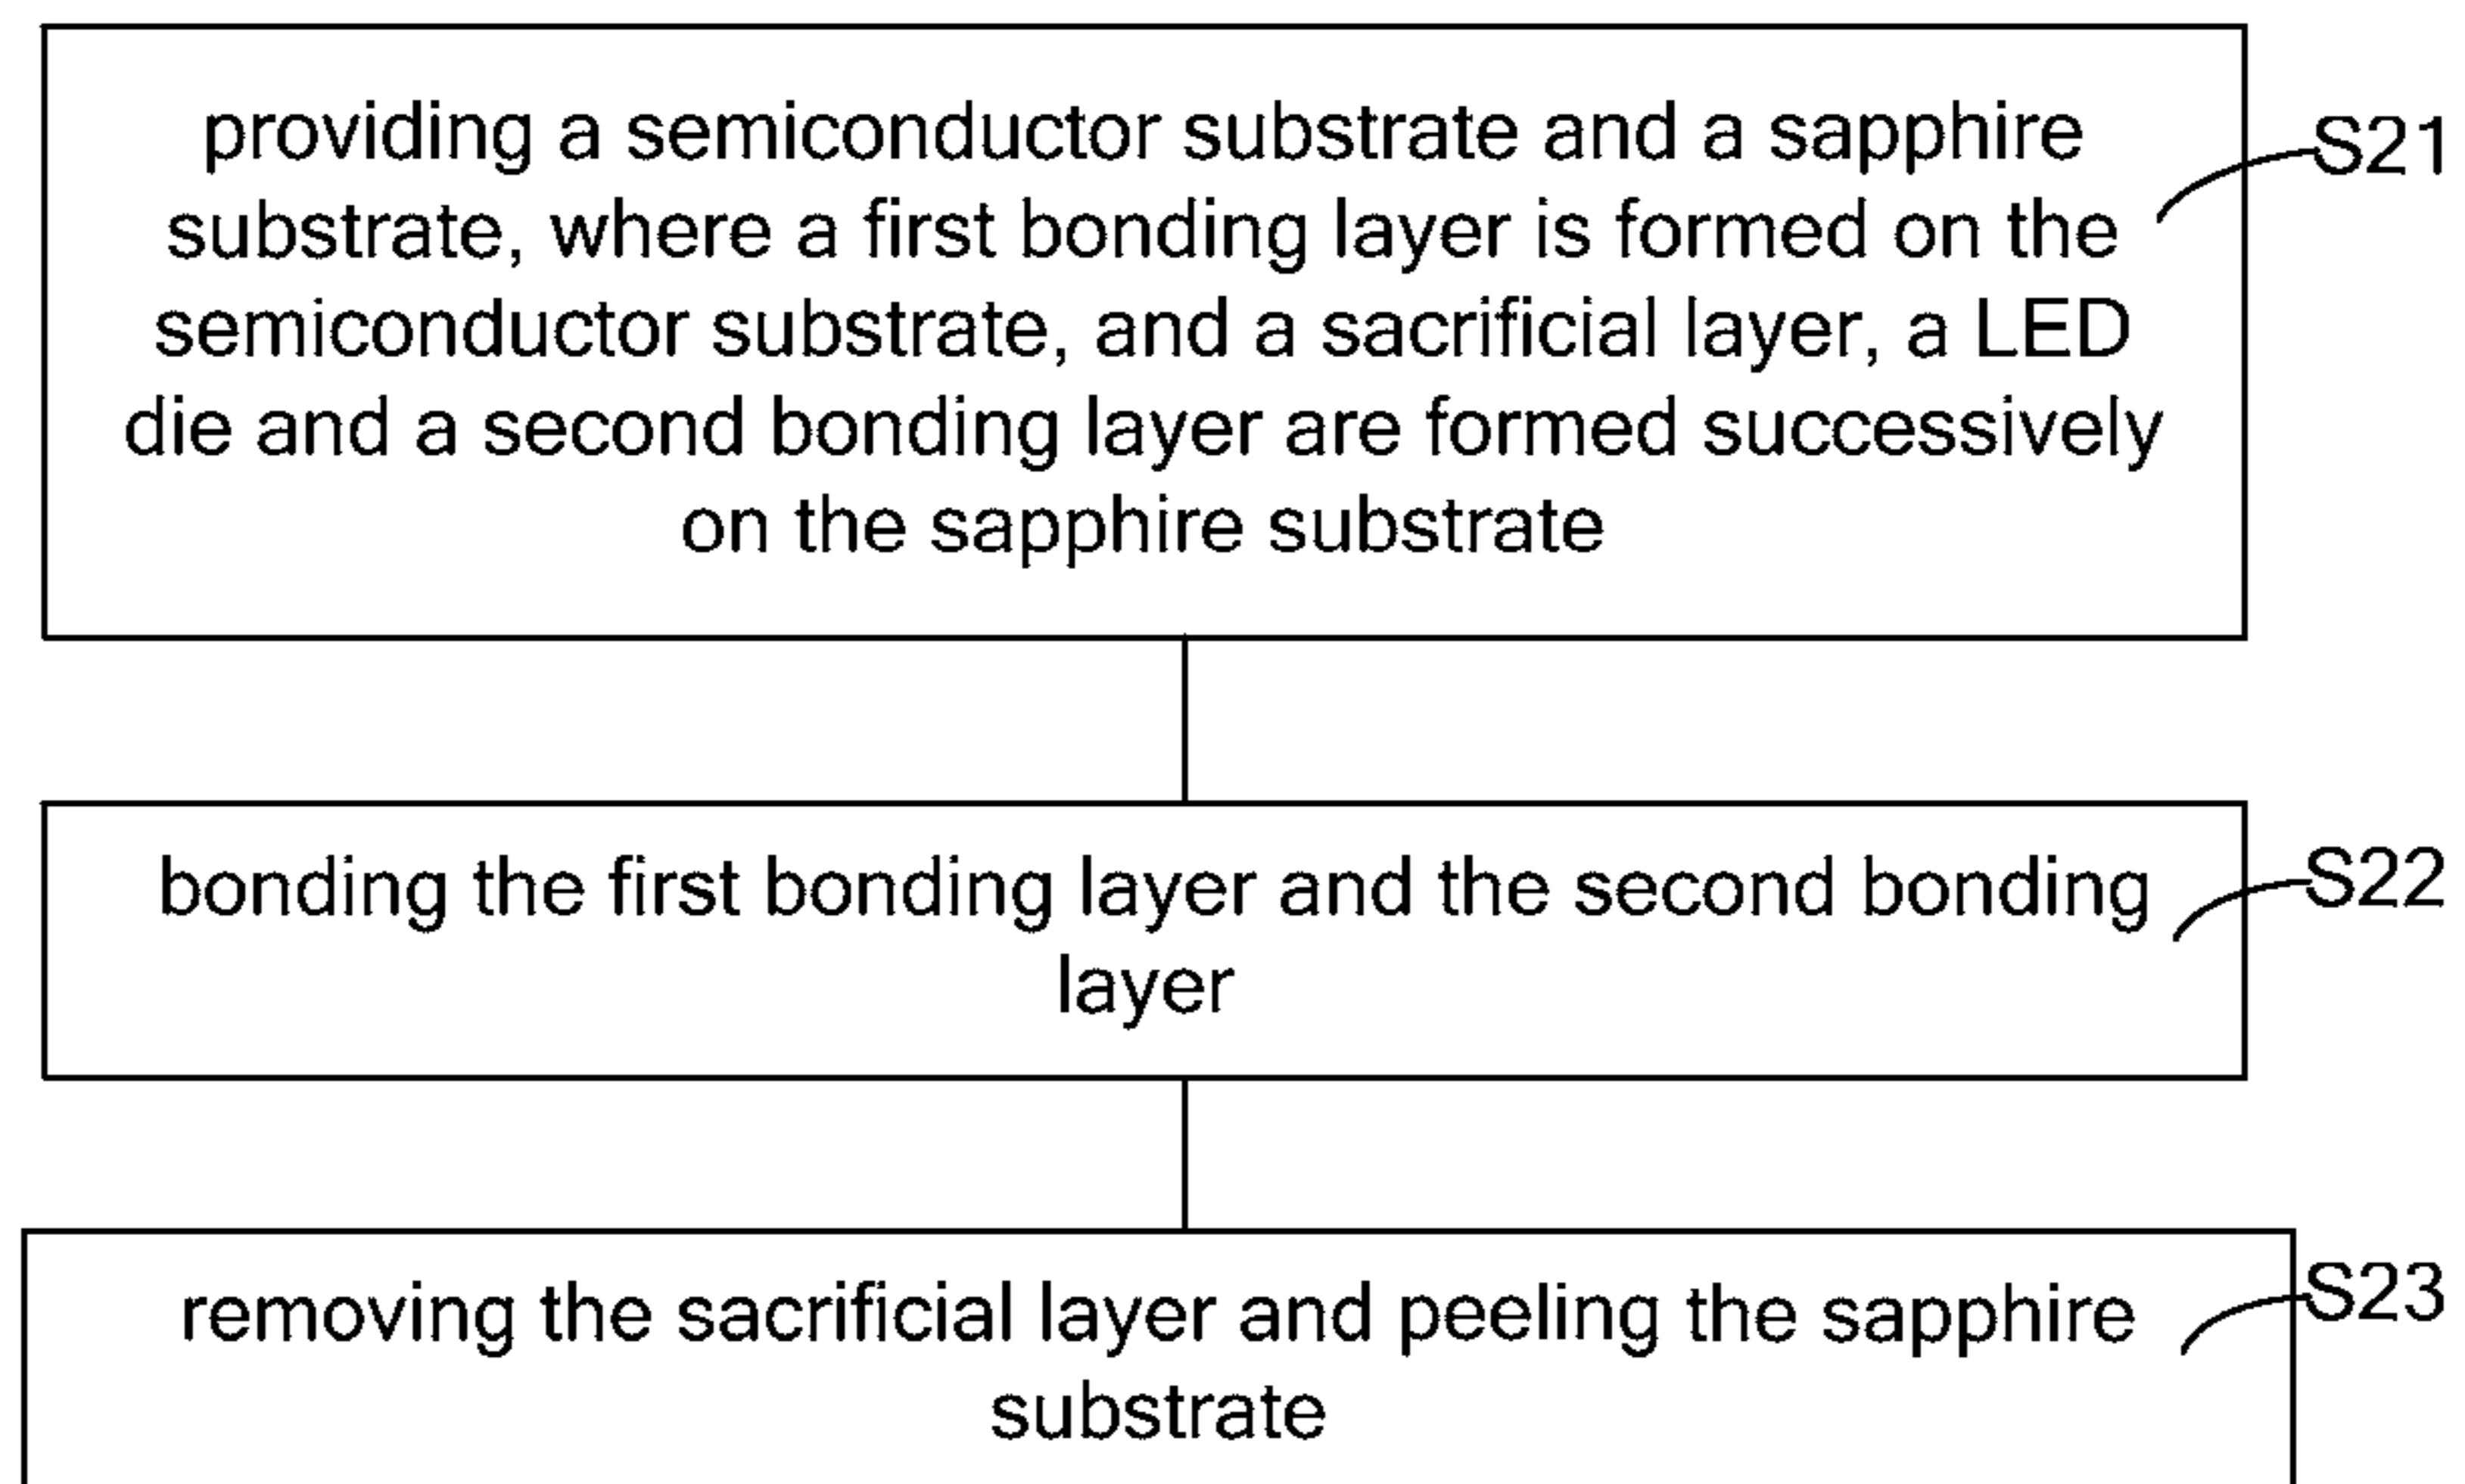 providing a semiconductor substrate and a sapphire
substrate, where a first bonding layer is formed on the
semiconductor substrate, and a sacrificial layer, a LED
die and a second bonding layer are formed successively
on the sapphire substrate
S21
bonding the first bonding layer and the second bonding
layer
S22
removing the sacrificial layer and peeling the sapphire
substrate
S23